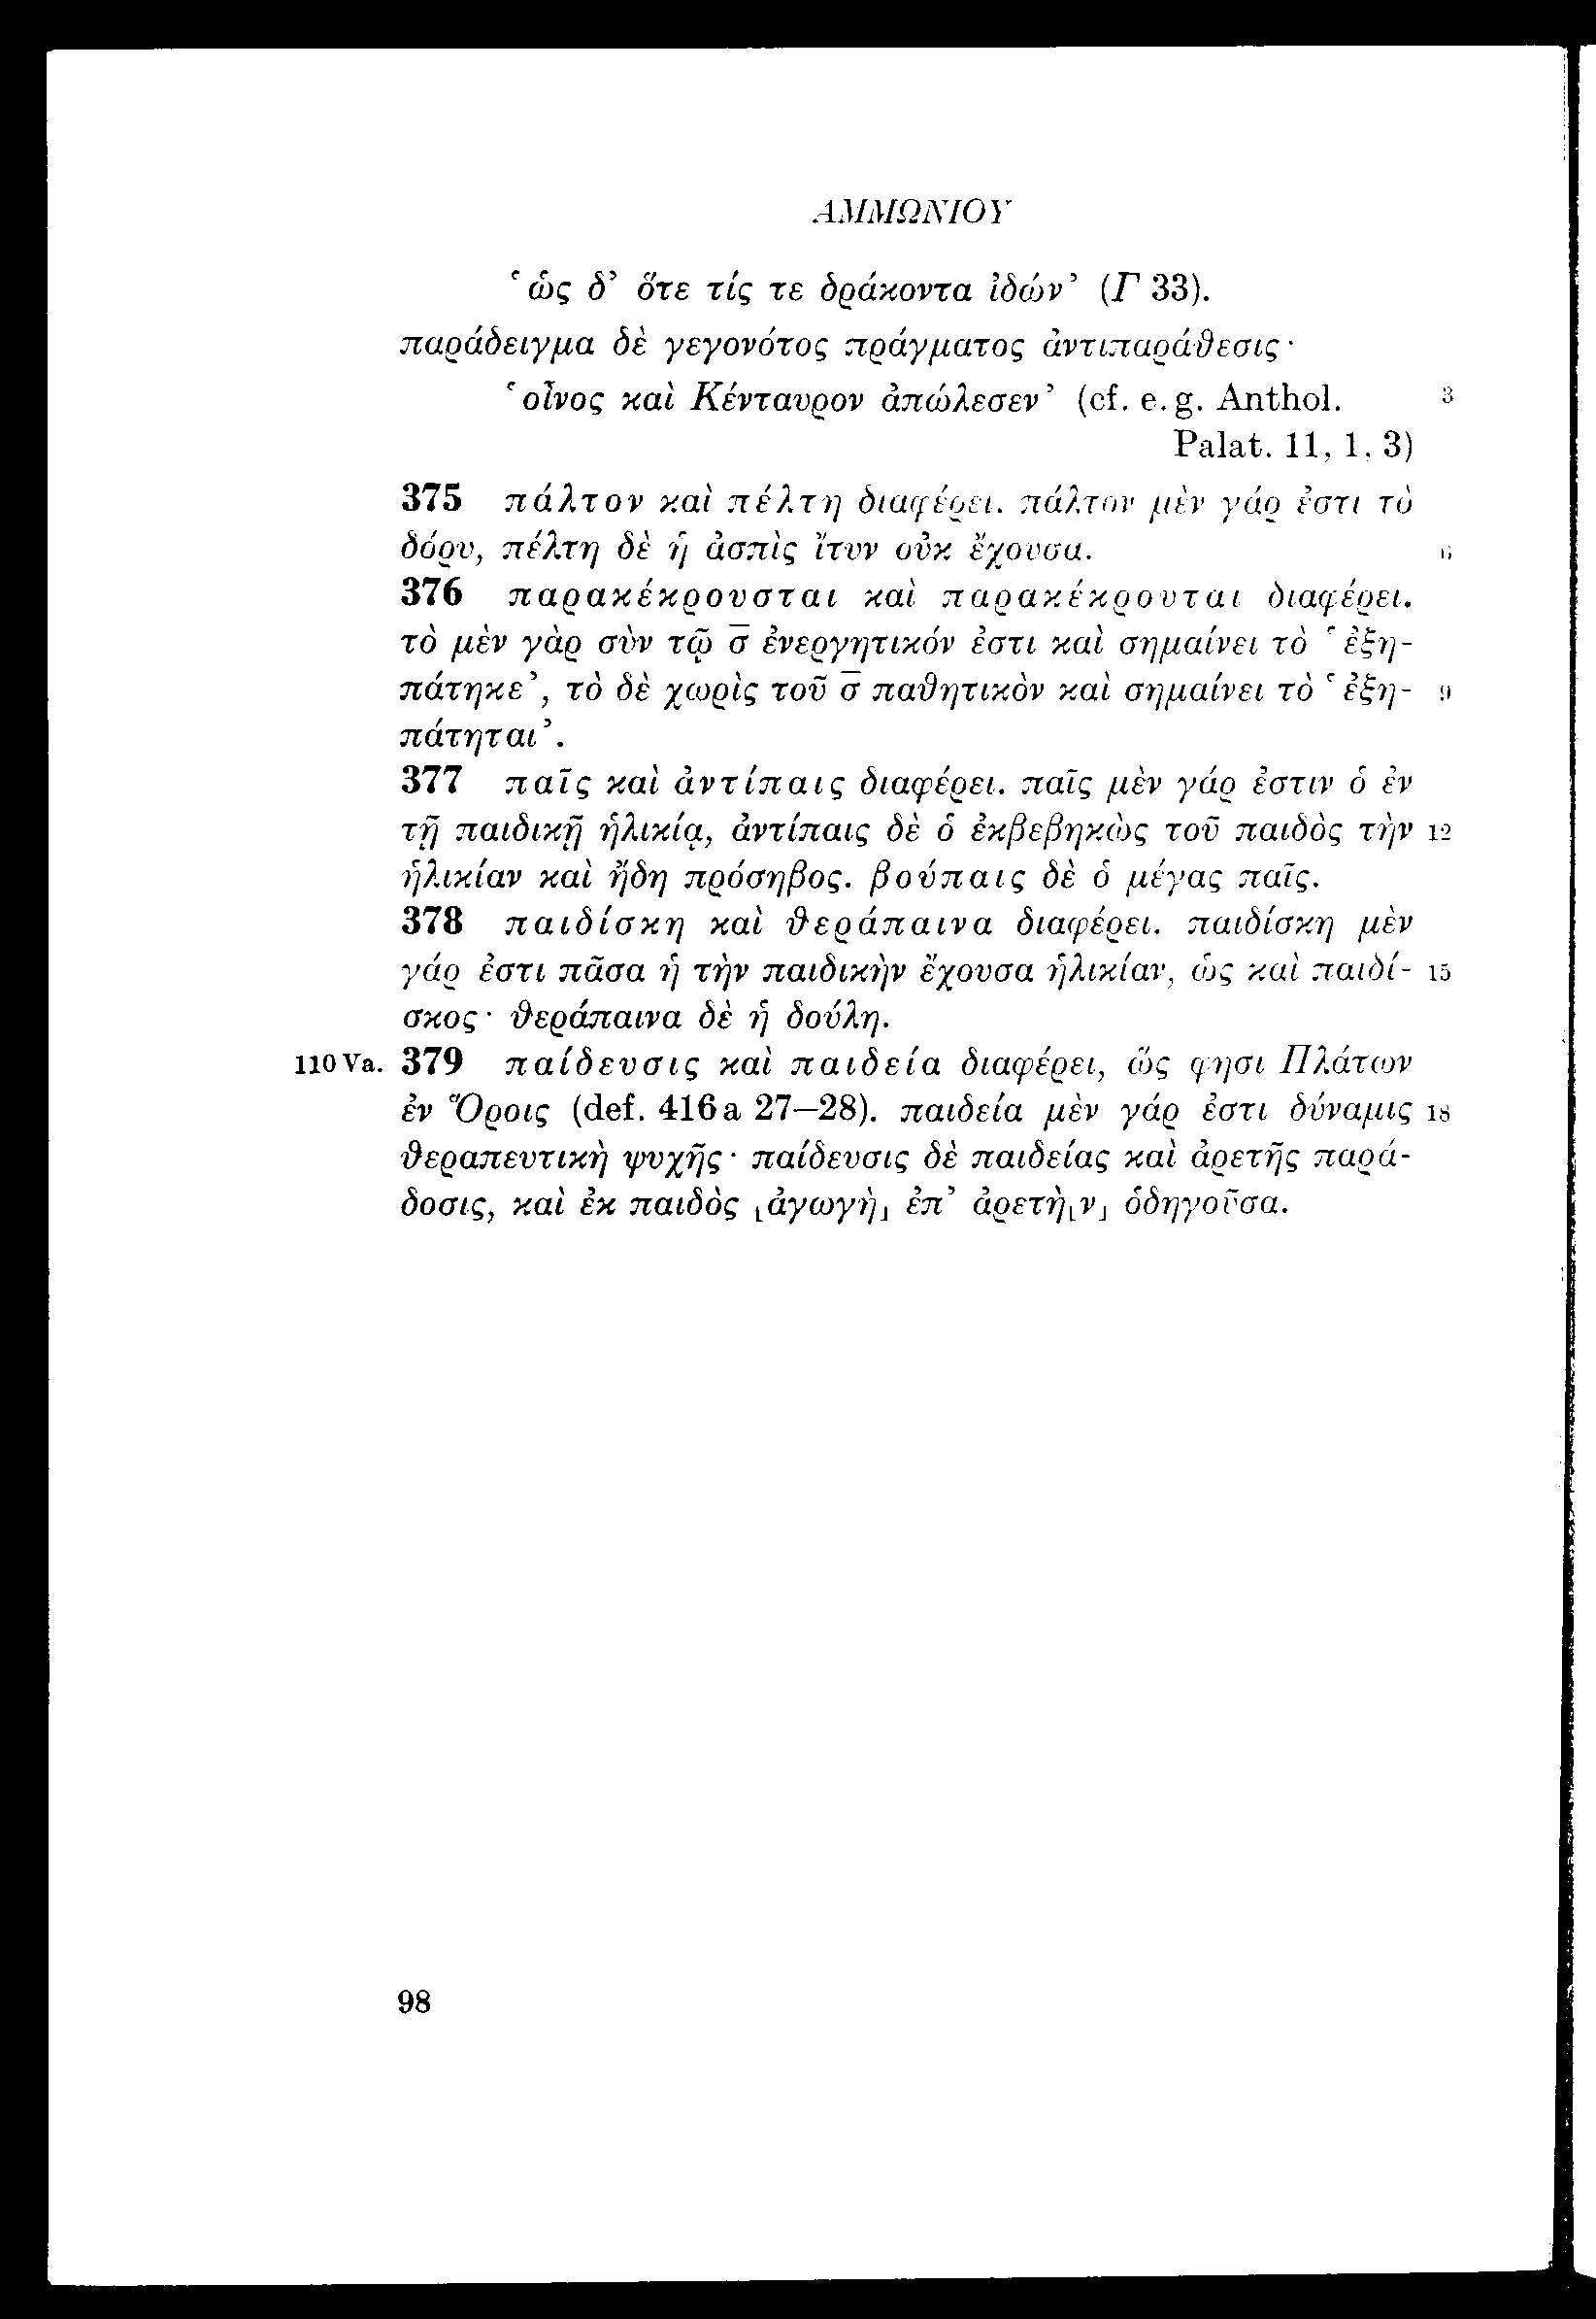 ΑΜΜΩΝΙΟΥ
‛ὡς δ’ ὅτε τίς τε δράκοντα ἰδών’ (Γ 33).
παράδειγμα δὲ γεγονότος πράγματος ἀντιπαράθεσις·
‛οἶνος καὶ Κένταυρον ἀπώλεσεν’ (cf. e. g. Anthol. 3
Palat. 11, 1, 3)
375 πάλτον καὶ πέλτη διαφέρει. πάλτον μὲν γάρ ἐστι τὸ
δόρυ, πέλτη δὲ ἡ ἀσπὶς ἴτυν οὐκ ἔχουσα. 6
376 παρακέκρουσται καὶ παρακέκρουται διαφέρει.
τὸ μὲν γὰρ σὺν τῷ σ̅ ἐνεργητικόν ἐστι καὶ σημαίνει τὸ ‛ἐξη-
πάτηκε’, τὸ δὲ χωρὶς τοῦ σ̅ παθητικὸν καὶ σημαίνει τὸ ‛ἐξη- 9
πάτηται’.
377 παῖς καὶ ἀντίπαις διαφέρει. παῖς μὲν γάρ ἐστιν ὁ ἐν
τῇ παιδικῇ ἡλικίᾳ, ἀντίπαις δὲ ὁ ἐκβεβηκὼς τοῦ παιδὸς τὴν 12
ἡλικίαν καὶ ἤδη πρόσηβος. βούπαις δὲ ὁ μέγας παῖς.
378 παιδίσκη καὶ θεράπαινα διαφέρει. παιδίσκη μὲν
γάρ ἐστι πᾶσα ἡ τὴν παιδικὴν ἔχουσα ἡλικίαν, ὡς καὶ παιδί- 15
σκος· θεράπαινα δὲ ἡ δούλη.
110 Va. 379 παίδευσις καὶ παιδεία διαφέρει, ὥς φησι Πλάτων
ἐν Ὅροις (def. 416 a 27–28). παιδεία μὲν γάρ ἐστι δύναμις 18
θεραπευτικὴ ψυχῆς· παίδευσις δὲ παιδείας καὶ ἀρετῆς παρά-
δοσις, καὶ ἐκ παιδὸς ⌊ἀγωγὴ⌋ ἐπ’ ἀρετὴ⌊ν⌋ ὁδηγοῦσα.
98